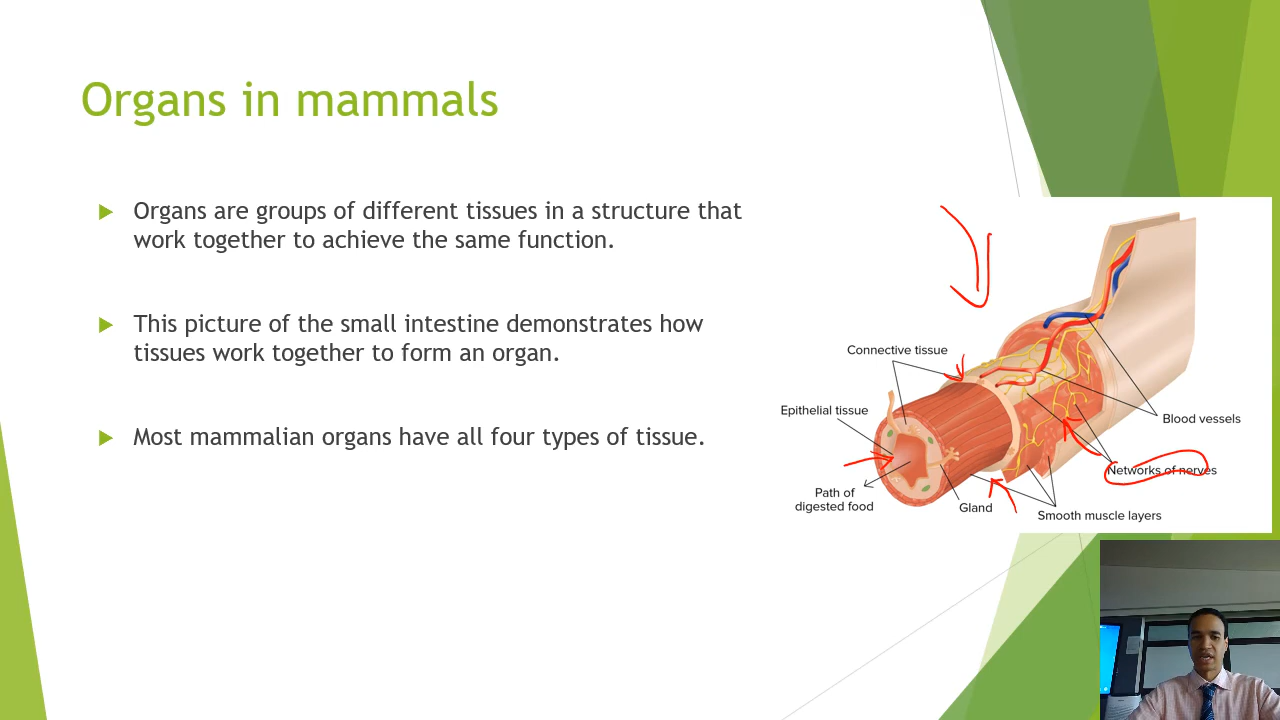 Organs in mammals
Organs are groups of different tissues in a structure that
work together to achieve the same function.
This picture of the small intestine demonstrates how
tissues work together to form an organ.
Most mammalian organs have all four types of tissue.
Connective tissue
Epithelial tissue
Blood vessels
Networks of nerves
Path of
digested food
Gland
Smooth muscle layers